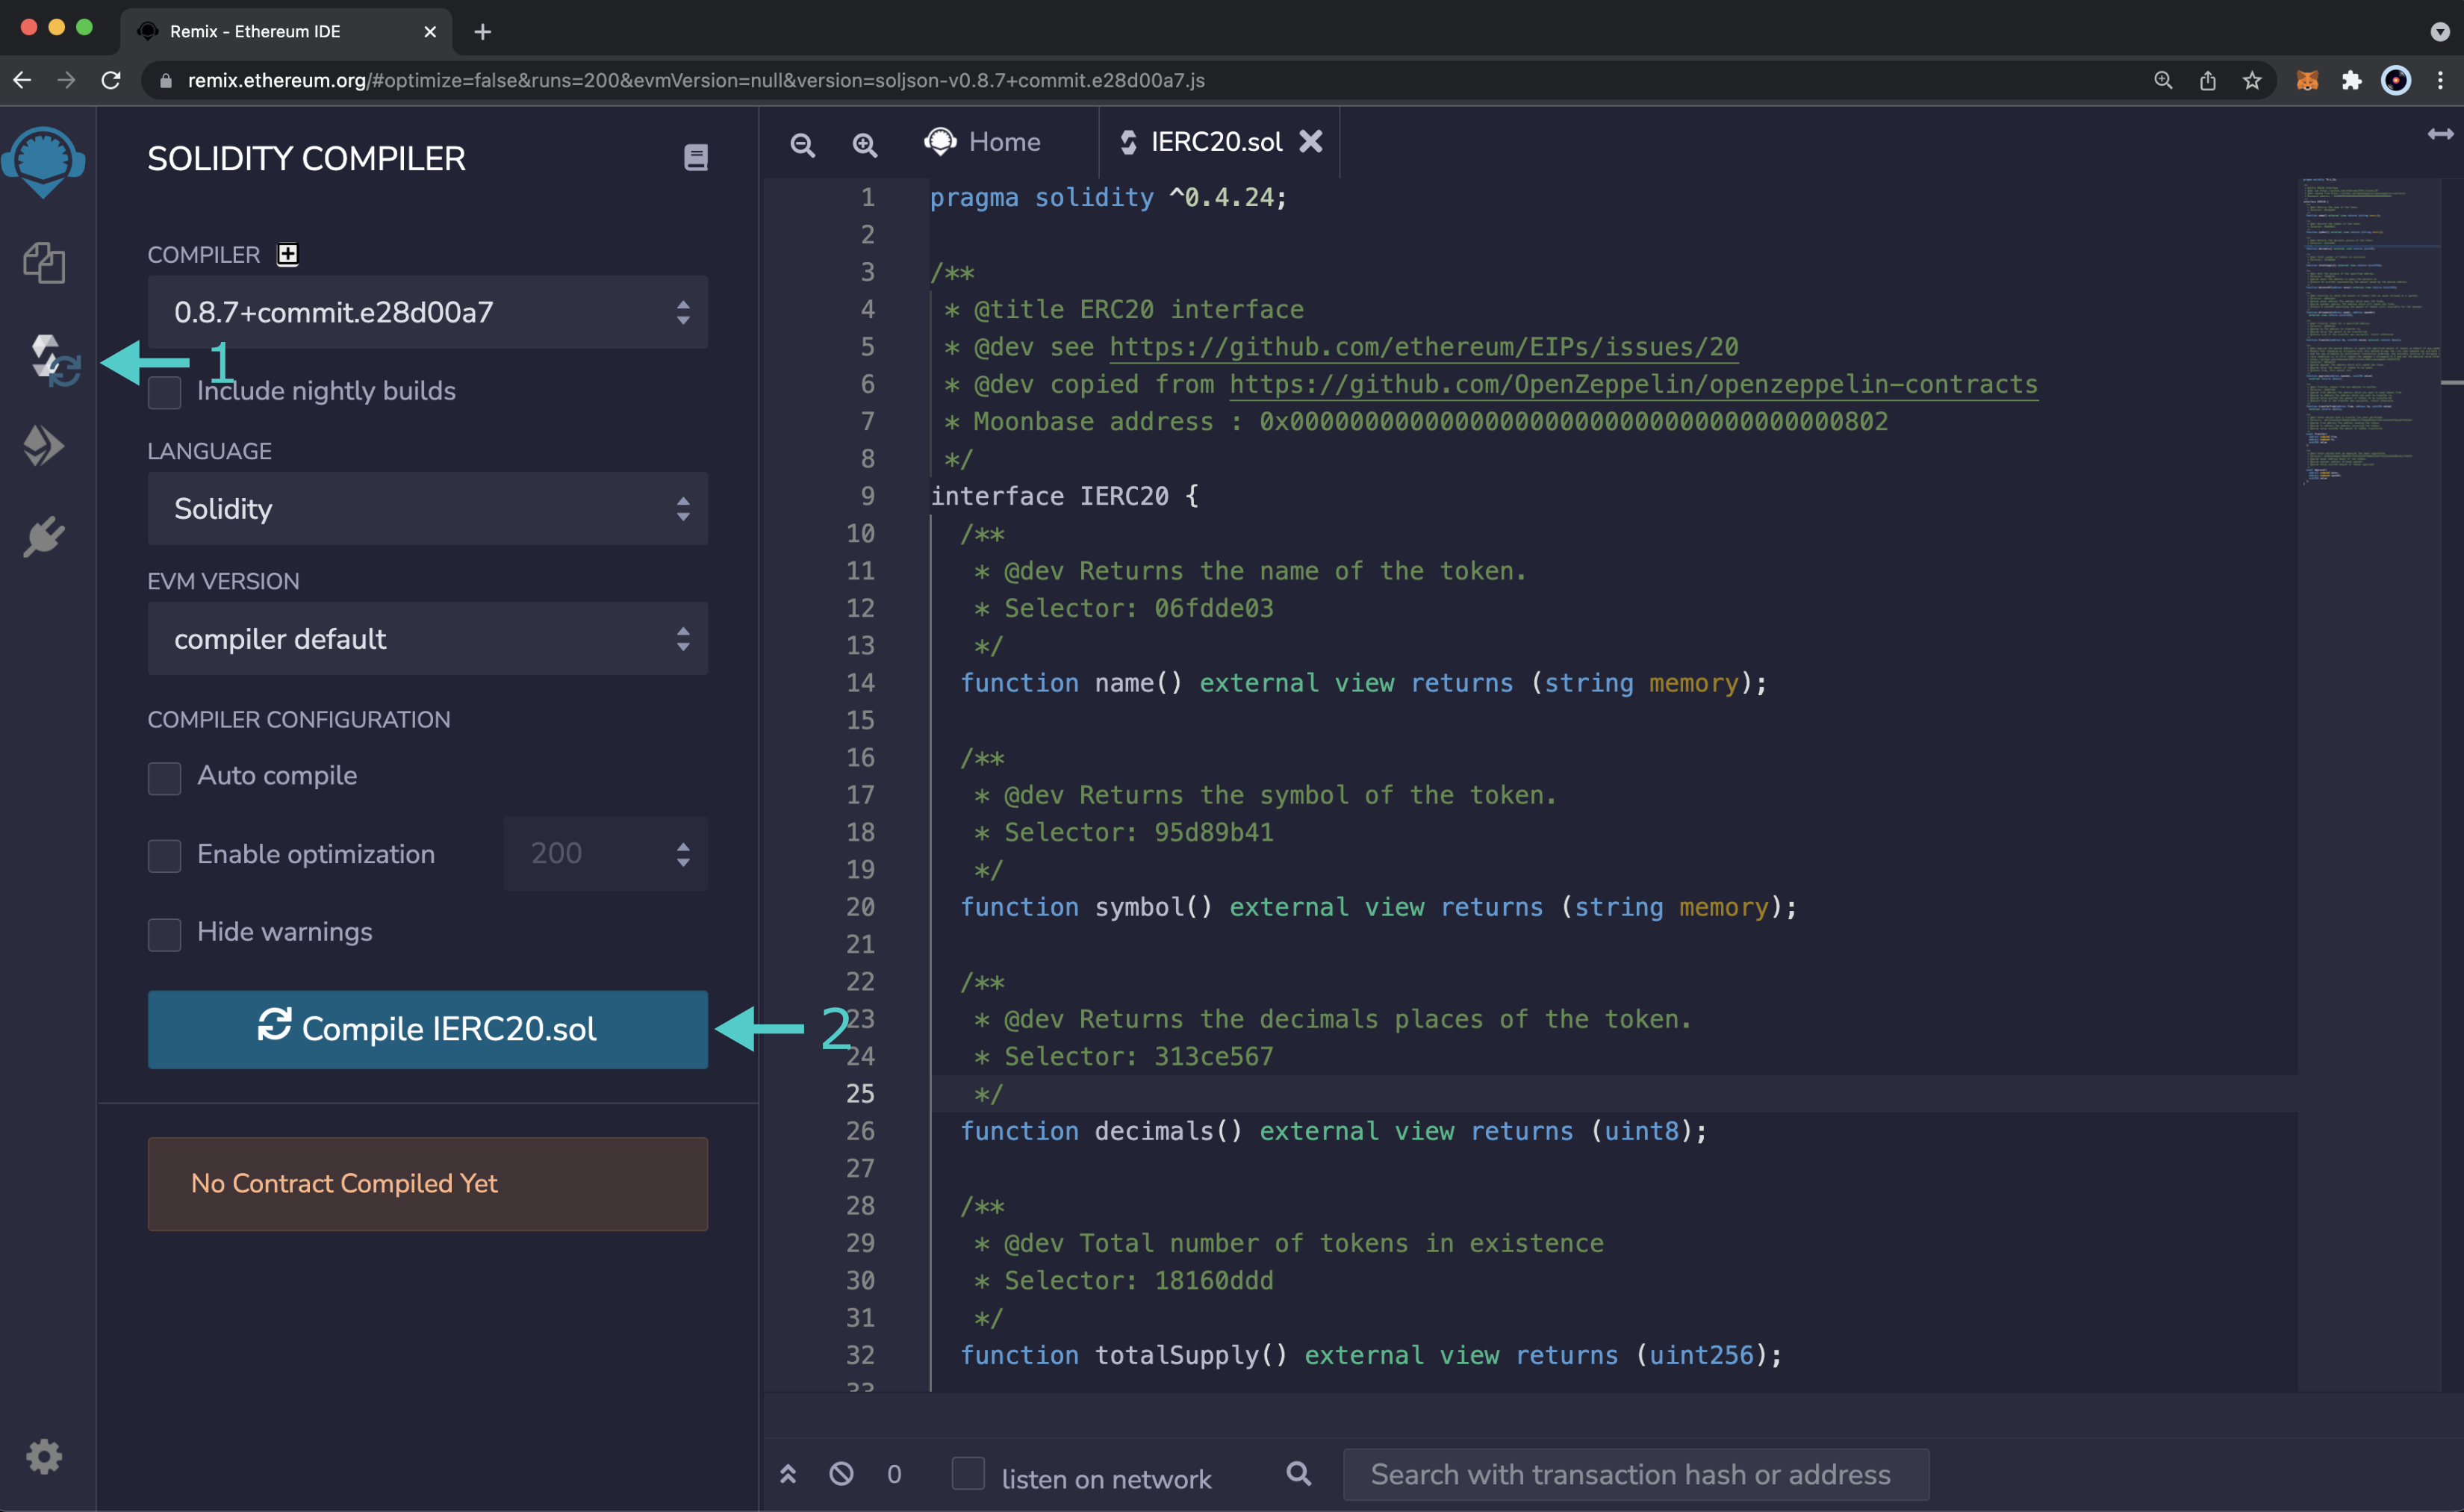 Remix - Ethereum IDE
remix.ethereum.org/#optimize=false&runs=200&evmVersion=null&version=soljson-v0.8.7+commit.e28d00a7.js
SOLIDITY COMPILER
COMPILER
0.8.7+commit.e28d00a7
1
Include nightly builds
LANGUAGE
Solidity
EVM VERSION
compiler default
COMPILER CONFIGURATION
Auto compile
Enable optimization 200
Hide warnings
Compile IERC20.sol
2
No Contract Compiled Yet
Home IERC20.sol
1 pragma solidity ^0.4.24;
2
3 /**
4 * @title ERC20 interface
5 * @dev see https://github.com/ethereum/EIPs/issues/20
6 * @dev copied from https://github.com/OpenZeppelin/openzeppelin-contracts
7 * Moonbase address : 0x0000000000000000000000000000000000000802
8 */
9 interface IERC20 {
10 /**
11 * @dev Returns the name of the token.
12 * Selector: 06fdde03
13 */
14 function name() external view returns (string memory);
15
16 /**
17 * @dev Returns the symbol of the token.
18 * Selector: 95d89b41
19 */
20 function symbol() external view returns (string memory);
21
22 /**
23 * @dev Returns the decimals places of the token.
24 * Selector: 313ce567
25 */
26 function decimals() external view returns (uint8);
27
28 /**
29 * @dev Total number of tokens in existence
30 * Selector: 18160ddd
31 */
32 function totalSupply() external view returns (uint256);
33
0 listen on network Search with transaction hash or address